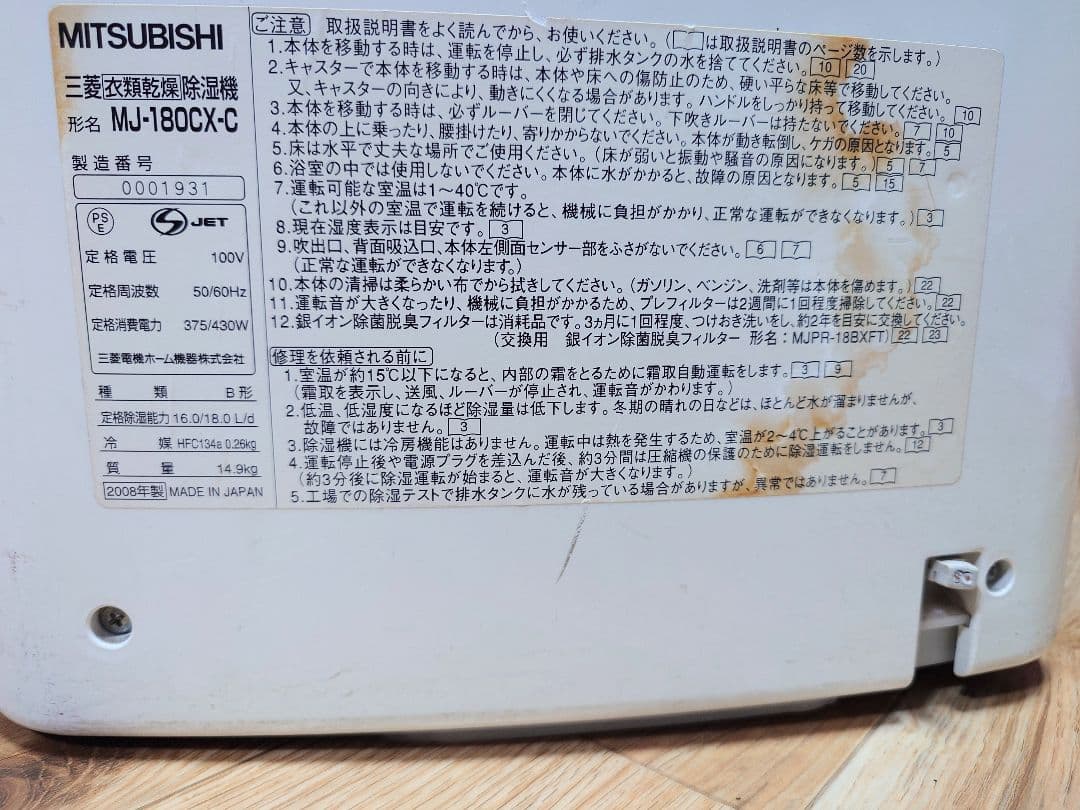 MITSUBISHI
三菱衣類乾燥除湿機
形名 MJ-180CX-C
製造番号
0001931
PS E
S JET
定格電圧 100V
定格周波数 50/60Hz
定格消費電力 375/430W
三菱電機ホーム機器株式会社
種類 B形
定格除湿能力 16.0/18.0L/d
冷媒 HFC134a 0.26kg
質量 14.9kg
2008年製 MADE IN JAPAN
ご注意 取扱説明書をよく読んでから、お使いください。(は取扱説明書のページ数を示します。)
1.本体を移動する時は、運転を停止し、必ず排水タンクの水を捨ててください。10 20
2.キャスターで本体を移動する時は、本体や床への傷防止のため、硬い平らな床等で移動してください。
又、キャスターの向きにより、動きにくくなる場合があります。ハンドルをしっかり持って移動してください。10
3.本体を移動する時は、必ずルーバーを閉じてください。下吹きルーバーは持たないでください。7 10
4.本体の上に乗ったり、腰掛けたり、寄りかからないでください。本体が動き転倒し、ケガの原因となります。5
5.床は水平で丈夫な場所でご使用ください。(床が弱いと振動や騒音の原因になります。)5 7
6.浴室の中では使用しないでください。本体に水がかかると、故障の原因となります。5 15
7.運転可能な室温は1~40℃です。
(これ以外の室温で運転を続けると、機械に負担がかかり、正常な運転ができなくなります。)3
8.現在湿度表示は目安です。3
9.吹出口、背面吸込口、本体左側面センサー部をふさがないでください。6 7
(正常な運転ができなくなります。)
10.本体の清掃は柔らかい布でから拭きしてください。(ガソリン、ベンジン、洗剤等は本体を傷めます。)22
11.運転音が大きくなったり、機械に負担がかかるため、プレフィルターは2週間に1回程度掃除してください。22
12.銀イオン除菌脱臭フィルターは消耗品です。3ヵ月に1回程度、つけおき洗いをし、約2年を目安に交換してください。
(交換用 銀イオン除菌脱臭フィルター 形名:MJPR-18BXFT)22 23
修理を依頼される前に
1.室温が約15℃以下になると、内部の霜をとるために霜取自動運転をします。3 9
(霜取を表示し、送風、ルーバーが停止され、運転音がかわります。)
2.低温、低湿度になるほど除湿量は低下します。冬期の晴れの日などは、ほとんど水が溜まりませんが、
故障ではありません。3
3.除湿機には冷房機能はありません。運転中は熱を発生するため、室温が2~4℃上がることがあります。3
4.運転停止後や電源プラグを差込んだ後、約3分間は圧縮機の保護のために除湿運転をしません。12
(約3分後に除湿運転が始まると、運転音が大きくなります。)
5.工場での除湿テストで排水タンクに水が残っている場合がありますが、異常ではありません。7